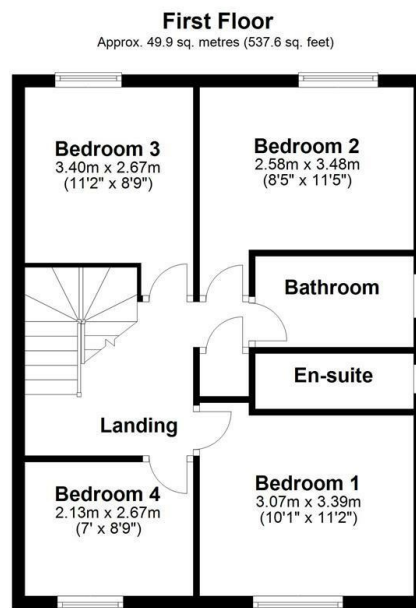 First Floor
Approx. 49.9 sq. metres (537.6 sq. feet)
Bedroom 3
3.40m x 2.67m
(11'2" x 8'9")
Bedroom 2
2.58m x 3.48m
(8'5" x 11'5")
Bathroom
En-suite
Landing
Bedroom 4
2.13m x 2.67m
(7' x 8'9")
Bedroom 1
3.07m x 3.39m
(10'1" x 11'2")